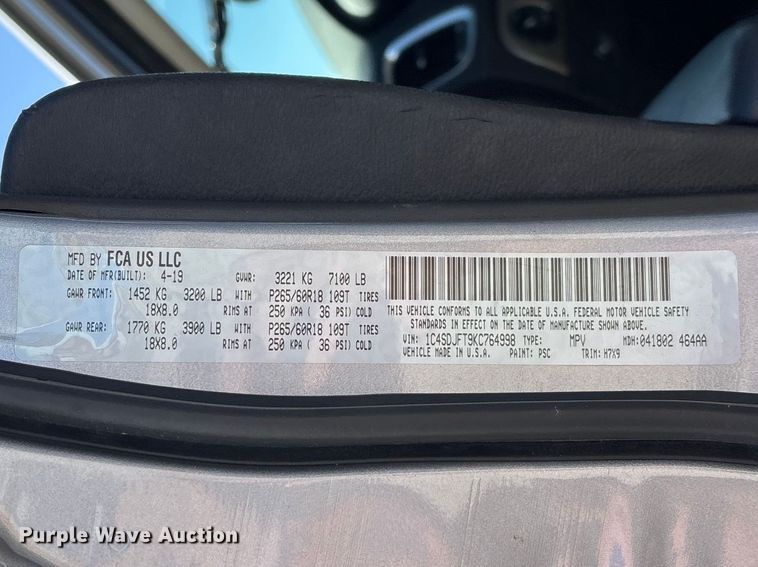 MFD BY FCA US LLC
DATE OF MFR(BUILT): 4-19 GVWR: 3221 KG 7100 LB
GAWR FRONT: 1452 KG 3200 LB WITH P265/60R18 109T TIRES
18X8.0 RIMS AT 250 KPA ( 36 PSI) COLD
GAWR REAR: 1770 KG 3900 LB WITH P265/60R18 109T TIRES
18X8.0 RIMS AT 250 KPA ( 36 PSI) COLD
THIS VEHICLE CONFORMS TO ALL APPLICABLE U.S.A. FEDERAL MOTOR VEHICLE SAFETY
STANDARDS IN EFFECT ON THE DATE OF MANUFACTURE SHOWN ABOVE.
VIN: 1C4SDJFT9KC764998 TYPE: MPV MDH: 041802 464AA
MADE IN U.S.A. PAINT: PSC TRIM: H7X9
Purple Wave Auction